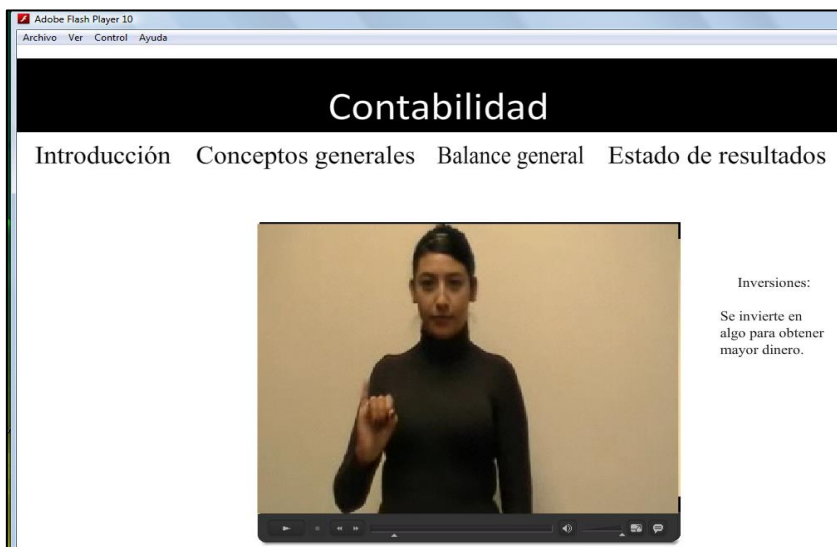 Adobe Flash Player 10
Archivo Ver Control Ayuda
Contabilidad
Introducción Conceptos generales Balance general Estado de resultados
Inversiones:
Se invierte en
algo para obtener
mayor dinero.